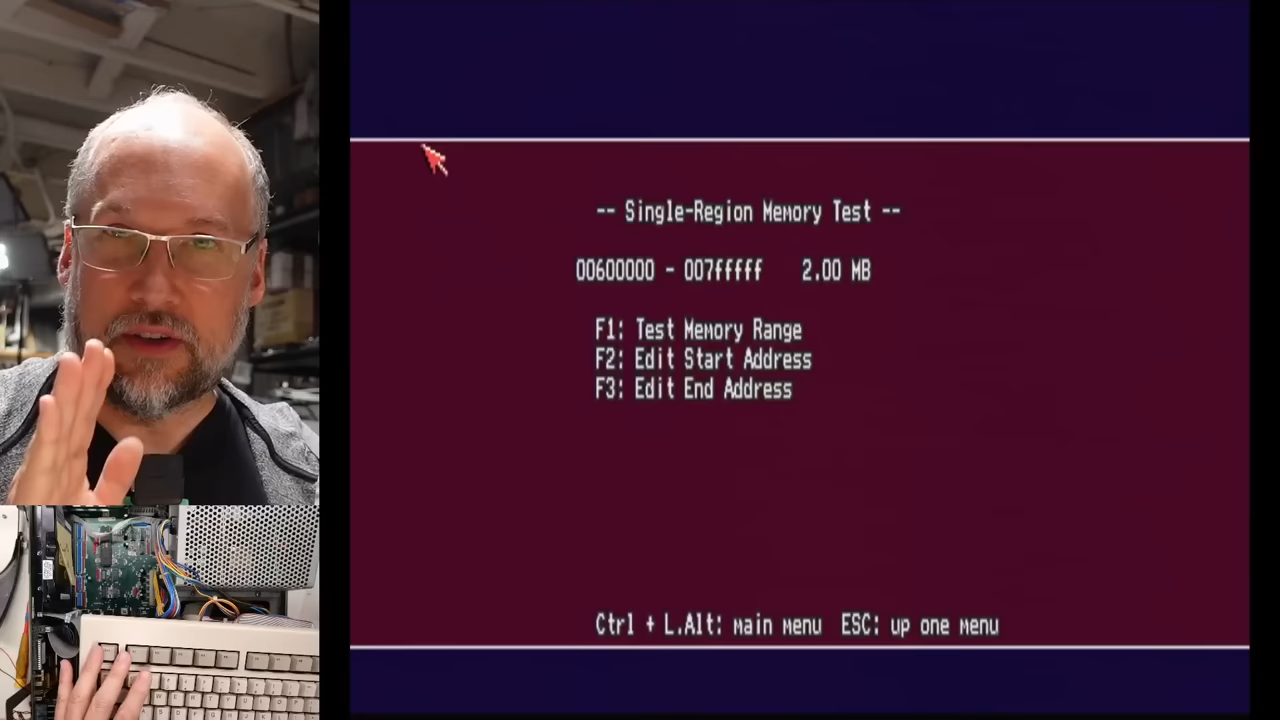 -- Single-Region Memory Test --
00600000 - 007fffff 2.00 MB
F1: Test Memory Range
F2: Edit Start Address
F3: Edit End Address
Ctrl + L.Alt: main menu ESC: up one menu